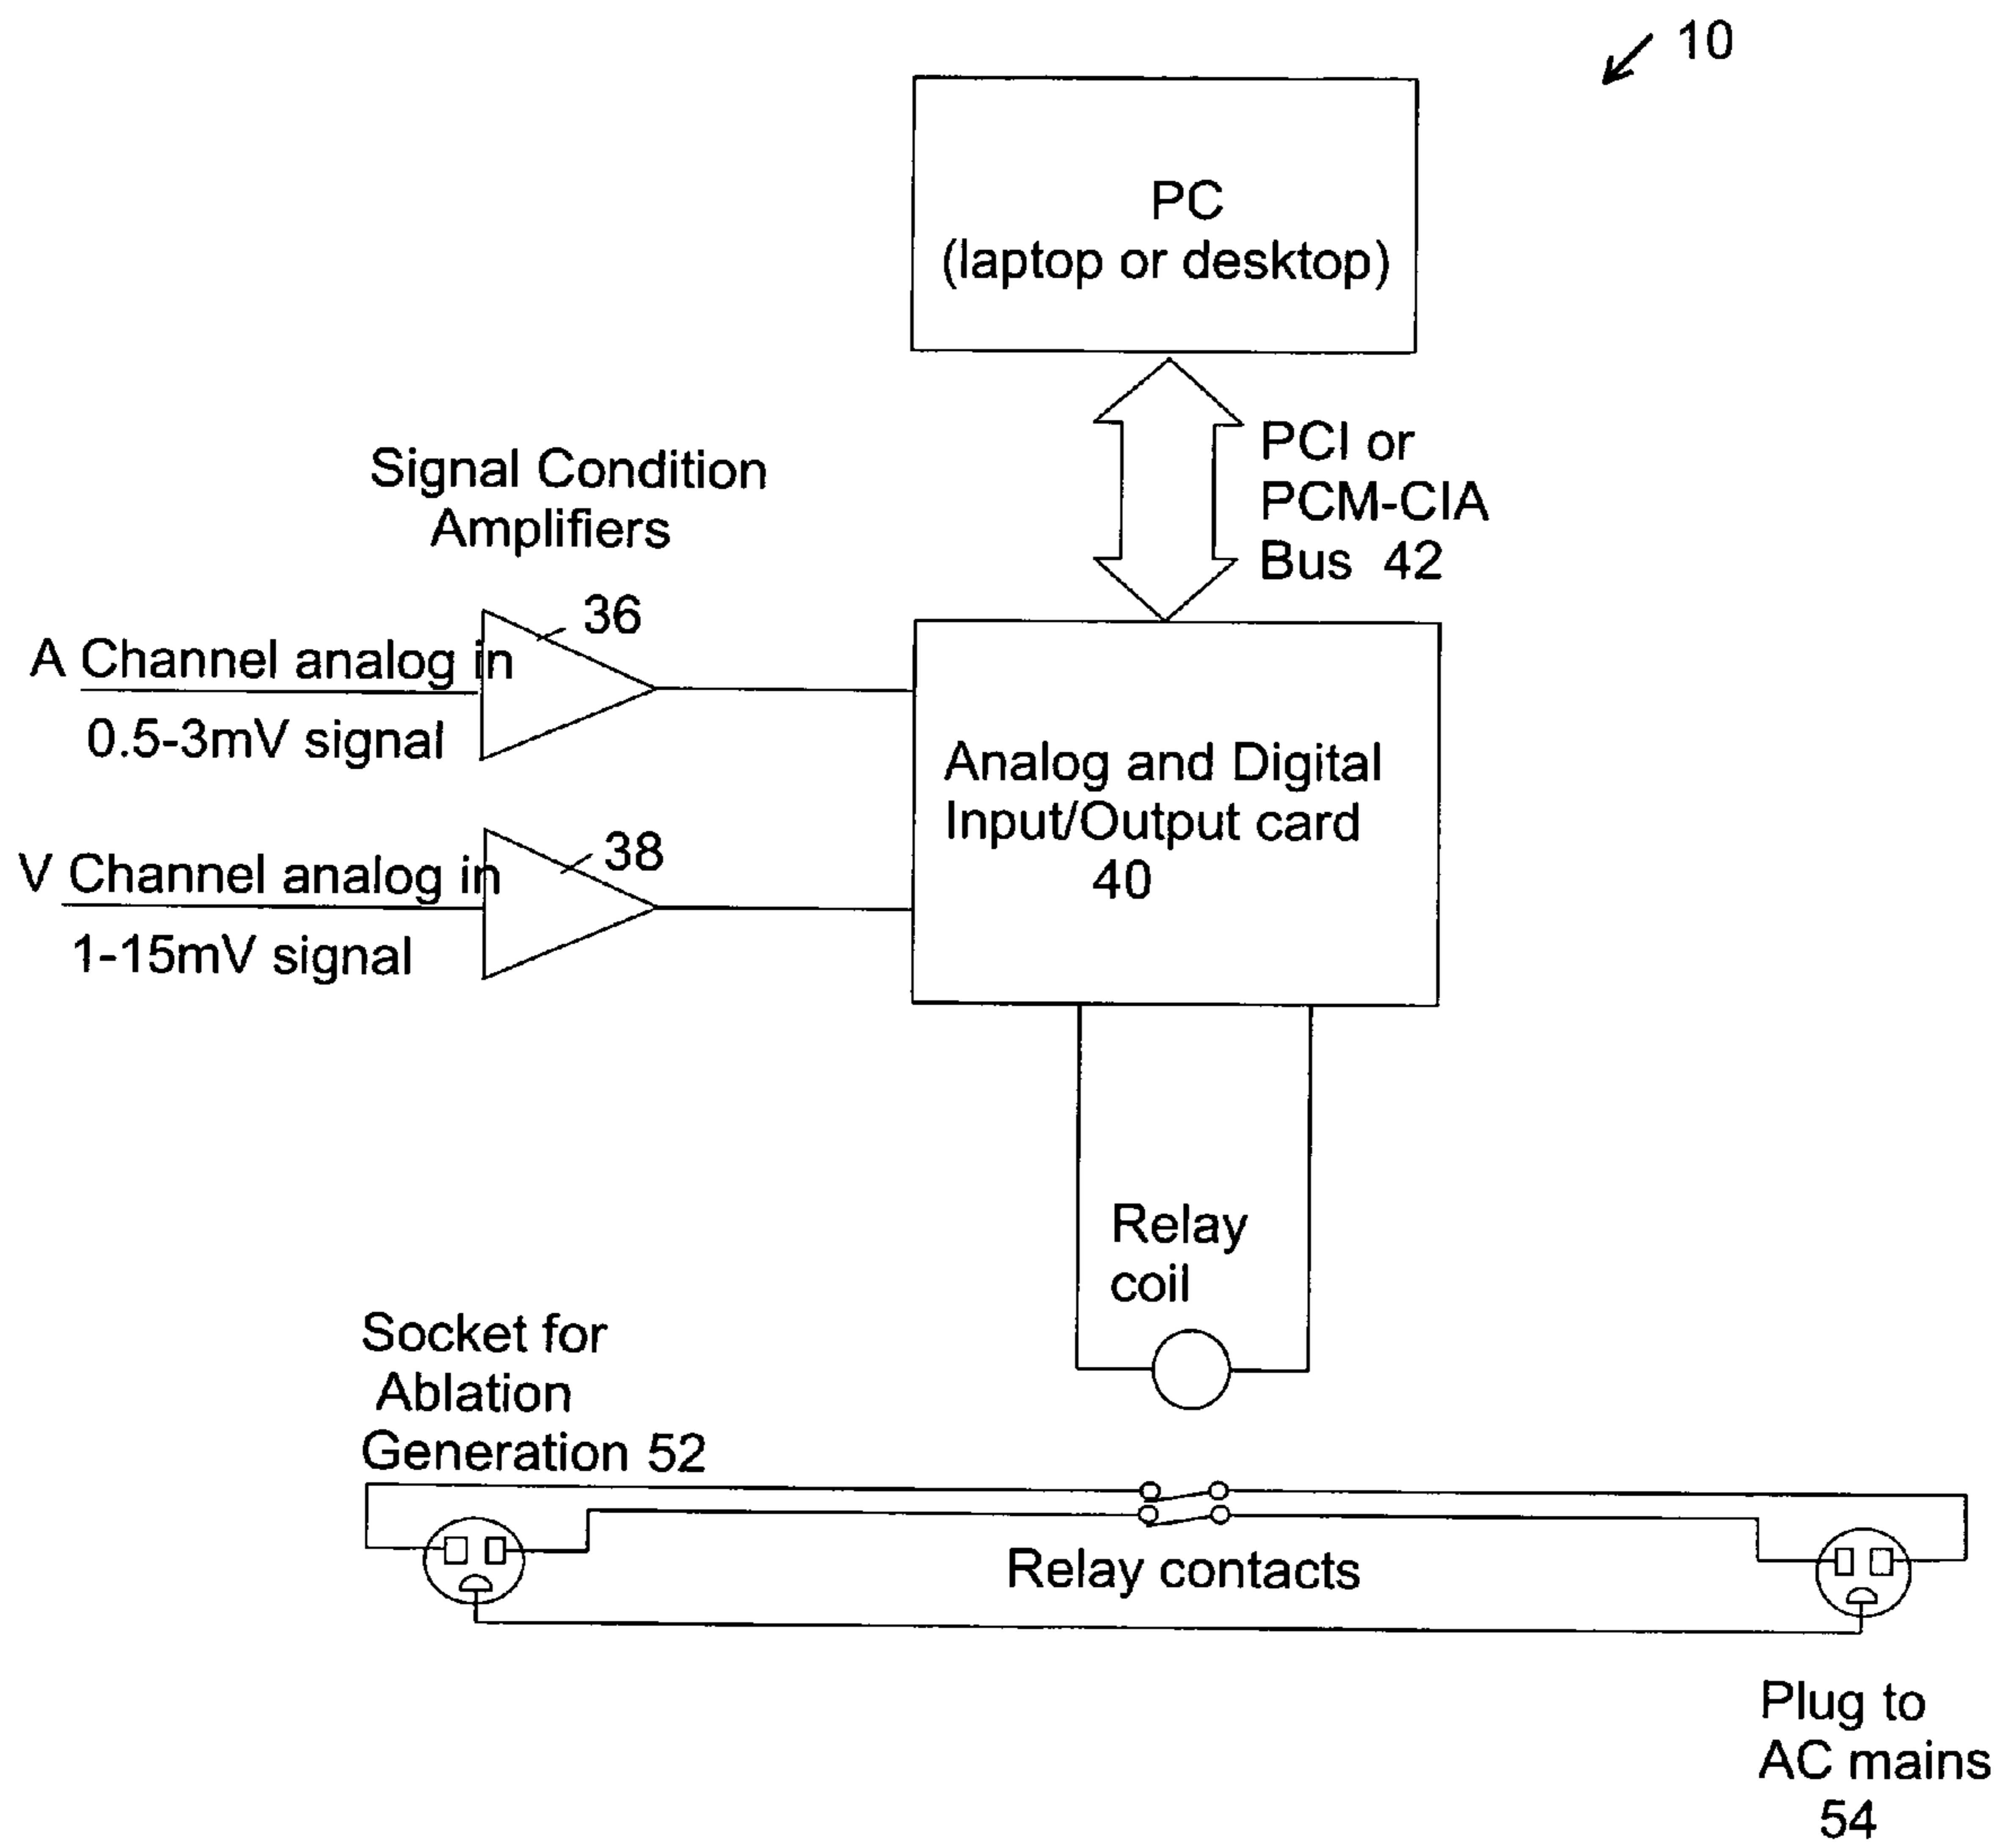 10
PC
(laptop or desktop)
PCI or
PCM-CIA
Bus 42
Signal Condition
Amplifiers
36
A Channel analog in
0.5-3mV signal
38
V Channel analog in
1-15mV signal
Analog and Digital
Input/Output card
40
Relay
coil
Socket for
Ablation
Generation 52
Relay contacts
Plug to
AC mains
54